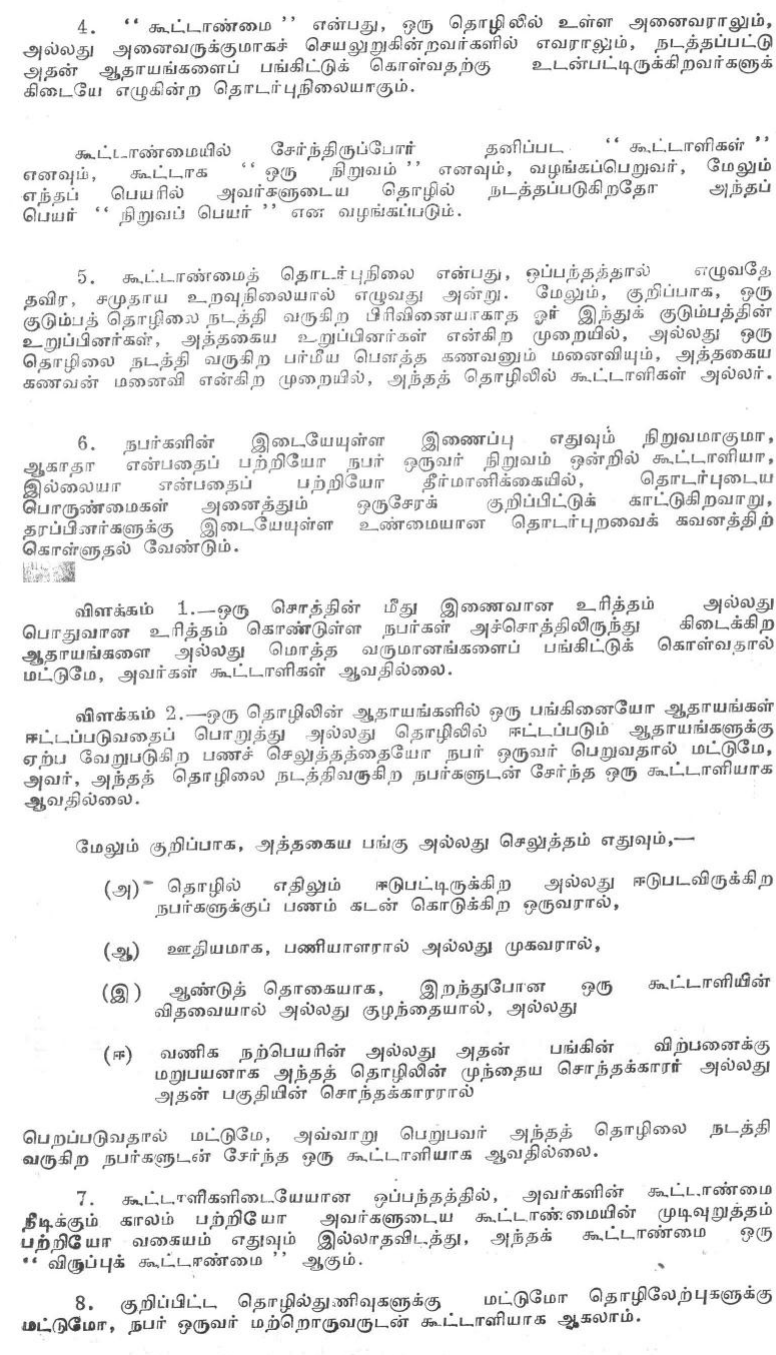 4. ‘‘ கூட்டாண்மை ’’ என்பது, ஒரு தொழிலில் உள்ள அனைவராலும்,
அல்லது அனைவருக்குமாகச் செயலுறுகின்றவர்களில் எவராலும், நடத்தப்பட்டு
அதன் ஆதாயங்களைப் பங்கிட்டுக் கொள்வதற்கு உடன்பட்டிருக்கிறவர்களுக்
கிடையே எழுகின்ற தொடர்புநிலையாகும்.
கூட்டாண்மையில் சேர்ந்திருப்போர் தனிப்பட ‘‘ கூட்டாளிகள் ’’
எனவும், கூட்டாக ‘‘ ஒரு நிறுவம் ’’ எனவும், வழங்கப்பெறுவர், மேலும்
எந்தப் பெயரில் அவர்களுடைய தொழில் நடத்தப்படுகிறதோ அந்தப்
பெயர் ‘‘ நிறுவப் பெயர் ’’ என வழங்கப்படும்.
5. கூட்டாண்மைத் தொடர்புநிலை என்பது, ஒப்பந்தத்தால் எழுவதே
தவிர, சமுதாய உறவுநிலையால் எழுவது அன்று. மேலும், குறிப்பாக, ஒரு
குடும்பத் தொழிலை நடத்தி வருகிற பிரிவினையாகாத ஓர் இந்துக் குடும்பத்தின்
உறுப்பினர்கள், அத்தகைய உறுப்பினர்கள் என்கிற முறையில், அல்லது ஒரு
தொழிலை நடத்தி வருகிற பர்மீய பௌத்த கணவனும் மனைவியும், அத்தகைய
கணவன் மனைவி என்கிற முறையில், அந்தத் தொழிலில் கூட்டாளிகள் அல்லர்.
6. நபர்களின் இடையேயுள்ள இணைப்பு எதுவும் நிறுவமாகுமா,
ஆகாதா என்பதைப் பற்றியோ நபர் ஒருவர் நிறுவம் ஒன்றில் கூட்டாளியா,
இல்லையா என்பதைப் பற்றியோ தீர்மானிக்கையில், தொடர்புடைய
பொருண்மைகள் அனைத்தும் ஒருசேரக் குறிப்பிட்டுக் காட்டுகிறவாறு,
தரப்பினர்களுக்கு இடையேயுள்ள உண்மையான தொடர்புறவைக் கவனத்திற்
கொள்ளுதல் வேண்டும்.
விளக்கம் 1.—ஒரு சொத்தின் மீது இணைவான உரித்தம் அல்லது
பொதுவான உரித்தம் கொண்டுள்ள நபர்கள் அச்சொத்திலிருந்து கிடைக்கிற
ஆதாயங்களை அல்லது மொத்த வருமானங்களைப் பங்கிட்டுக் கொள்வதால்
மட்டுமே, அவர்கள் கூட்டாளிகள் ஆவதில்லை.
விளக்கம் 2.—ஒரு தொழிலின் ஆதாயங்களில் ஒரு பங்கினையோ ஆதாயங்கள்
ஈட்டப்படுவதைப் பொறுத்து அல்லது தொழிலில் ஈட்டப்படும் ஆதாயங்களுக்கு
ஏற்ப வேறுபடுகிற பணச் செலுத்தத்தையோ நபர் ஒருவர் பெறுவதால் மட்டுமே,
அவர், அந்தத் தொழிலை நடத்திவருகிற நபர்களுடன் சேர்ந்த ஒரு கூட்டாளியாக
ஆவதில்லை.
மேலும் குறிப்பாக, அத்தகைய பங்கு அல்லது செலுத்தம் எதுவும்,—
(அ) தொழில் எதிலும் ஈடுபட்டிருக்கிற அல்லது ஈடுபடவிருக்கிற
நபர்களுக்குப் பணம் கடன் கொடுக்கிற ஒருவரால்,
(ஆ) ஊதியமாக, பணியாளரால் அல்லது முகவரால்,
(இ) ஆண்டுத் தொகையாக, இறந்துபோன ஒரு கூட்டாளியின்
விதவையால் அல்லது குழந்தையால், அல்லது
(ஈ) வணிக நற்பெயரின் அல்லது அதன் பங்கின் விற்பனைக்கு
மறுபயனாக அந்தத் தொழிலின் முந்தைய சொந்தக்காரர் அல்லது
அதன் பகுதியின் சொந்தக்காரரால்
பெறப்படுவதால் மட்டுமே, அவ்வாறு பெறுபவர் அந்தத் தொழிலை நடத்தி
வருகிற நபர்களுடன் சேர்ந்த ஒரு கூட்டாளியாக ஆவதில்லை.
7. கூட்டாளிகளிடையேயான ஒப்பந்தத்தில், அவர்களின் கூட்டாண்மை
நீடிக்கும் காலம் பற்றியோ அவர்களுடைய கூட்டாண்மையின் முடிவுறுத்தம்
பற்றியோ வகையம் எதுவும் இல்லாதவிடத்து, அந்தக் கூட்டாண்மை ஒரு
‘‘ விருப்புக் கூட்டாண்மை ’’ ஆகும்.
8. குறிப்பிட்ட தொழில்துணிவுகளுக்கு மட்டுமோ தொழிலேற்புகளுக்கு
மட்டுமோ, நபர் ஒருவர் மற்றொருவருடன் கூட்டாளியாக ஆகலாம்.